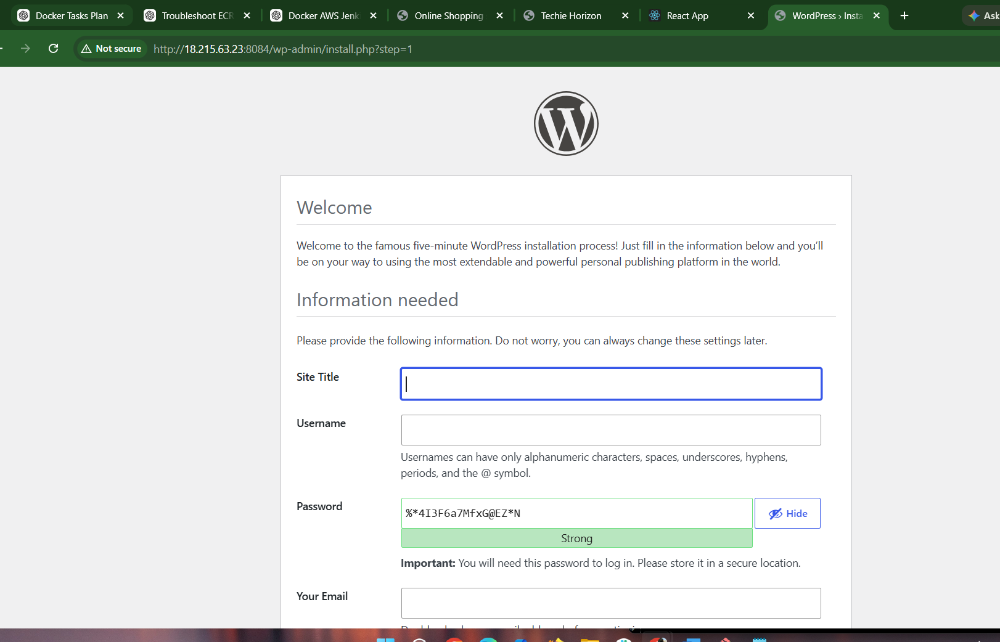 Docker Tasks Plan
Troubleshoot ECR
Docker AWS Jenk
Online Shopping
Techie Horizon
React App
WordPress › Insta
Ask
Not secure
http://18.215.63.23:8084/wp-admin/install.php?step=1
Welcome
Welcome to the famous five-minute WordPress installation process! Just fill in the information below and you’ll
be on your way to using the most extendable and powerful personal publishing platform in the world.
Information needed
Please provide the following information. Do not worry, you can always change these settings later.
Site Title
Username
Usernames can have only alphanumeric characters, spaces, underscores, hyphens,
periods, and the @ symbol.
Password
%*4I3F6a7MfxG@EZ*N
Hide
Strong
Important: You will need this password to log in. Please store it in a secure location.
Your Email